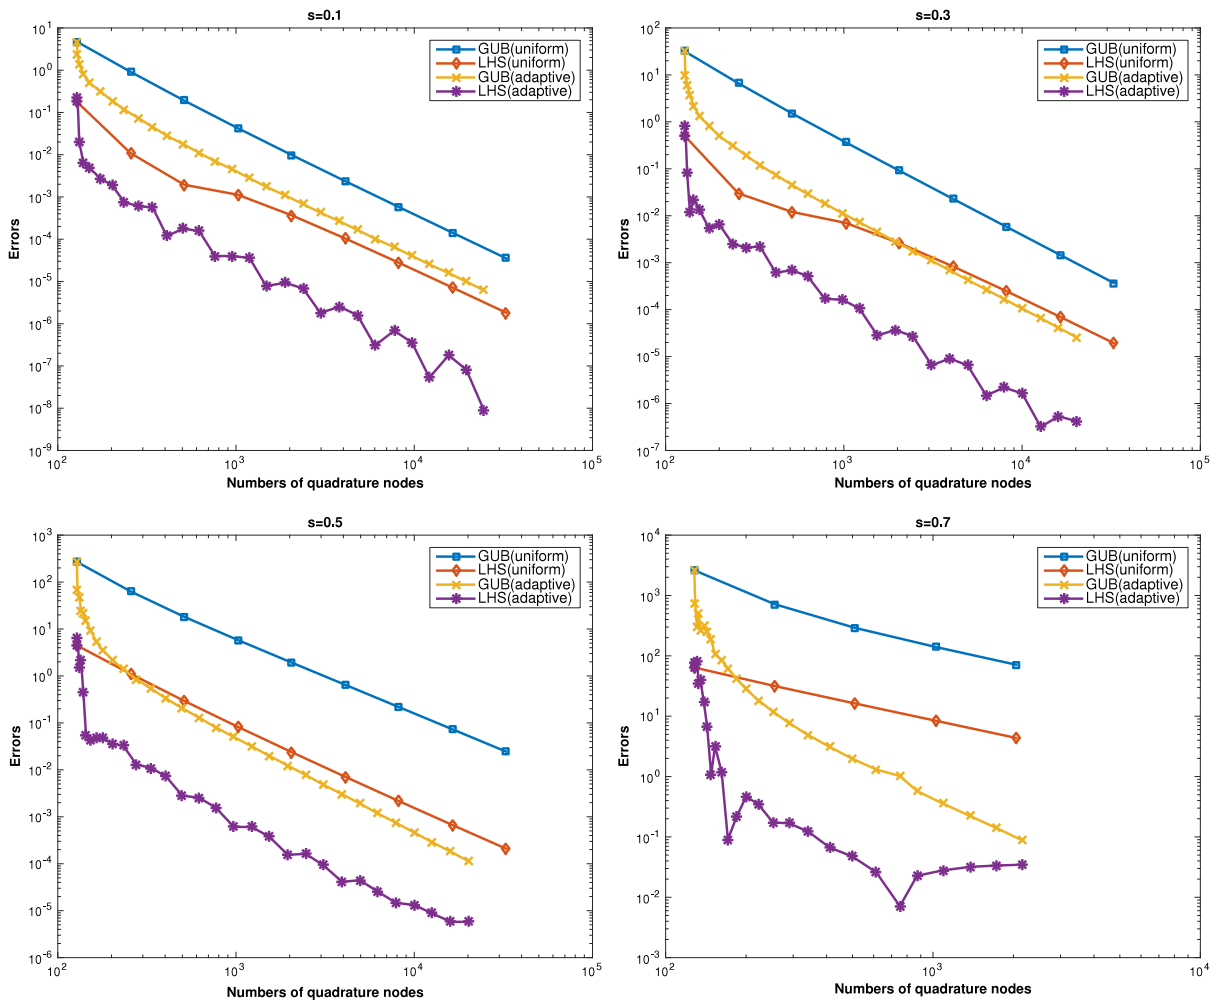 s=0.1
10^1
10^0
10^-1
10^-2
10^-3
10^-4
10^-5
10^-6
10^-7
10^-8
10^-9
Errors
GUB(uniform)
LHS(uniform)
GUB(adaptive)
LHS(adaptive)
10^2 10^3 10^4 10^5
Numbers of quadrature nodes
s=0.3
10^2
10^1
10^0
10^-1
10^-2
10^-3
10^-4
10^-5
10^-6
10^-7
Errors
GUB(uniform)
LHS(uniform)
GUB(adaptive)
LHS(adaptive)
10^2 10^3 10^4 10^5
Numbers of quadrature nodes
s=0.5
10^3
10^2
10^1
10^0
10^-1
10^-2
10^-3
10^-4
10^-5
10^-6
Errors
GUB(uniform)
LHS(uniform)
GUB(adaptive)
LHS(adaptive)
10^2 10^3 10^4 10^5
Numbers of quadrature nodes
s=0.7
10^4
10^3
10^2
10^1
10^0
10^-1
10^-2
10^-3
Errors
GUB(uniform)
LHS(uniform)
GUB(adaptive)
LHS(adaptive)
10^2 10^3 10^4
Numbers of quadrature nodes